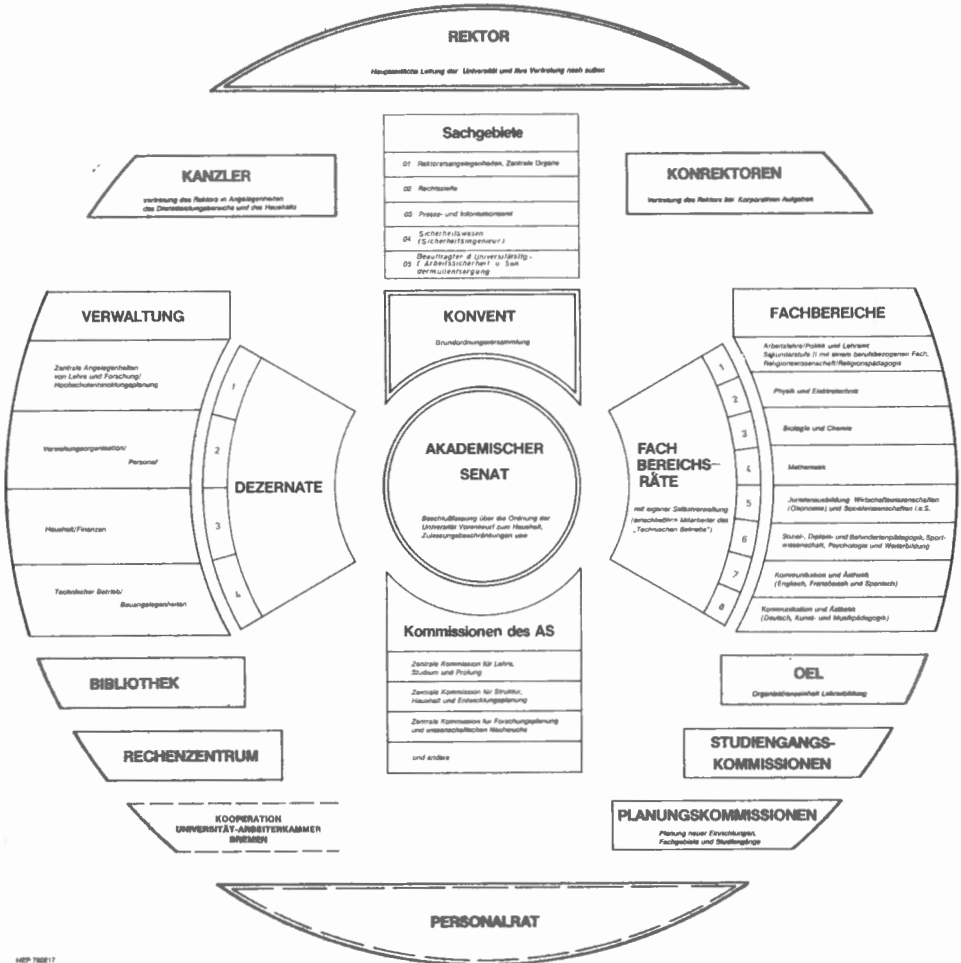 REKTOR
Hauptamtliche Leitung der Universität und ihre Vertretung nach außen
Sachgebiete
01 Rektoratsangelegenheiten, Zentrale Organe
02 Rechtsstelle
03 Presse- und Informationsamt
04 Sicherheitswesen
(Sicherheitsingenieur)
05 Beauftragter d Universitätsltg.-
f Arbeitssicherheit u Son
dermüllentsorgung
KANZLER
Vertretung des Rektors in Angelegenheiten
des Dienstleistungsbereichs und des Haushalts
KONREKTOREN
Vertretung des Rektors bei Korporativen Aufgaben
VERWALTUNG
Zentrale Angelegenheiten
von Lehre und Forschung/
Hochschulentwicklungsplanung
Verwaltungsorganisation/
Personal
Haushalt/Finanzen
Technischer Betrieb/
Bauangelegenheiten
1
2
3
4
DEZERNATE
KONVENT
Grundordnungsversammlung
AKADEMISCHER
SENAT
Beschlußfassung über die Ordnung der
Universität Vorentwurf zum Haushalt,
Zulassungsbeschränkungen usw
FACH
BEREICHS-
RÄTE
mit eigener Selbstverwaltung
(einschließlich Mitarbeiter des
„Technischen Betriebs")
1
2
3
4
5
6
7
8
FACHBEREICHE
Arbeitslehre/Politik und Lehramt
Sekundarstufe II mit einem berufsbezogenen Fach,
Religionswissenschaft/Religionspädagogik
Physik und Elektrotechnik
Biologie und Chemie
Mathematik
Juristenausbildung Wirtschaftswissenschaften
(Ökonomie) und Sozialwissenschaften i.e.S.
Sozial-, Diplom- und Behindertenpädagogik, Sport-
wissenschaft, Psychologie und Weiterbildung
Kommunikation und Ästhetik
(Englisch, Französisch und Spanisch)
Kommunikation und Ästhetik
(Deutsch, Kunst- und Musikpädagogik)
Kommissionen des AS
Zentrale Kommission für Lehre,
Studium und Prüfung
Zentrale Kommission für Struktur,
Haushalt und Entwicklungsplanung
Zentrale Kommission für Forschungsplanung
und wissenschaftlichen Nachwuchs
und andere
BIBLIOTHEK
RECHENZENTRUM
KOOPERATION
UNIVERSITÄT-ARBEITERKAMMER
BREMEN
OEL
Organisationseinheit Lehrerbildung
STUDIENGANGS-
KOMMISSIONEN
PLANUNGSKOMMISSIONEN
Planung neuer Einrichtungen,
Fachgebiete und Studiengänge
PERSONALRAT
HEP 780817